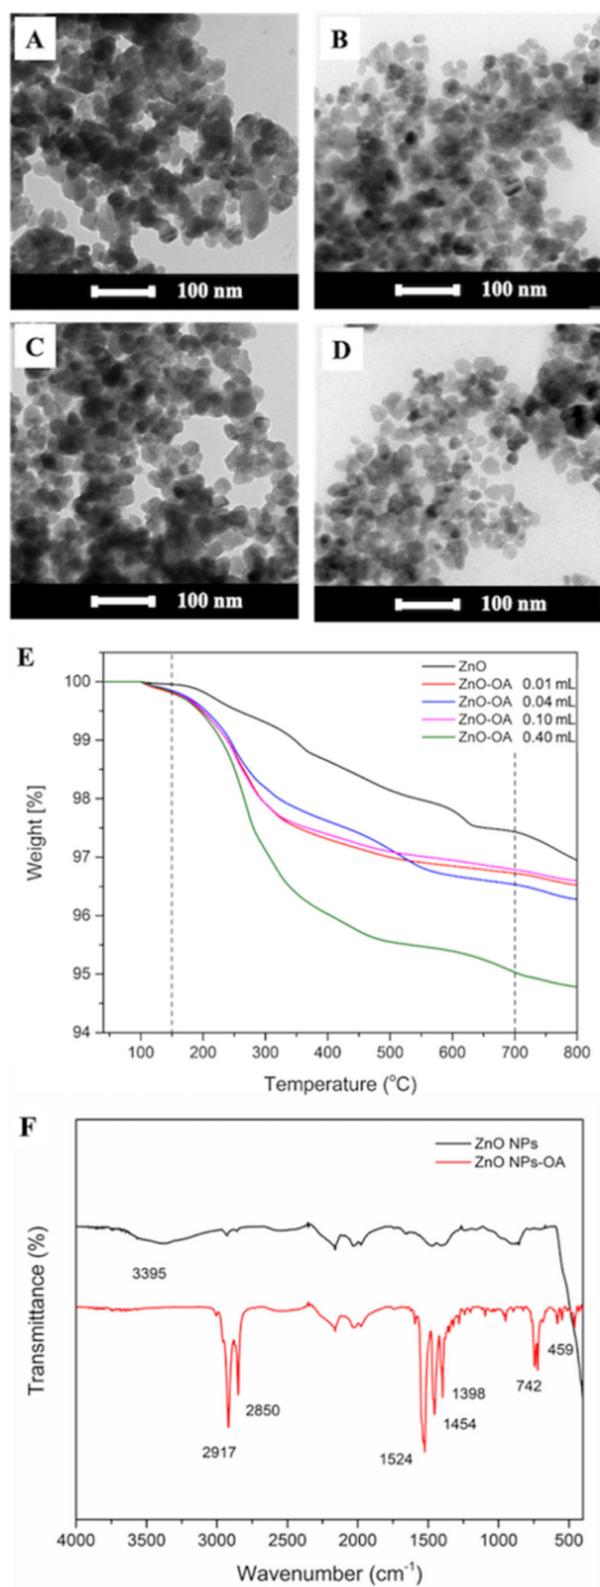 A
B
100 nm
100 nm
C
D
100 nm
100 nm
E
ZnO
ZnO-OA 0.01 mL
ZnO-OA 0.04 mL
ZnO-OA 0.10 mL
ZnO-OA 0.40 mL
100
99
98
97
96
95
94
Weight [%]
100 200 300 400 500 600 700 800
Temperature (°C)
F
ZnO NPs
ZnO NPs-OA
3395
2917
2850
1524
1454
1398
742
459
Transmittance (%)
4000 3500 3000 2500 2000 1500 1000 500
Wavenumber (cm⁻¹)